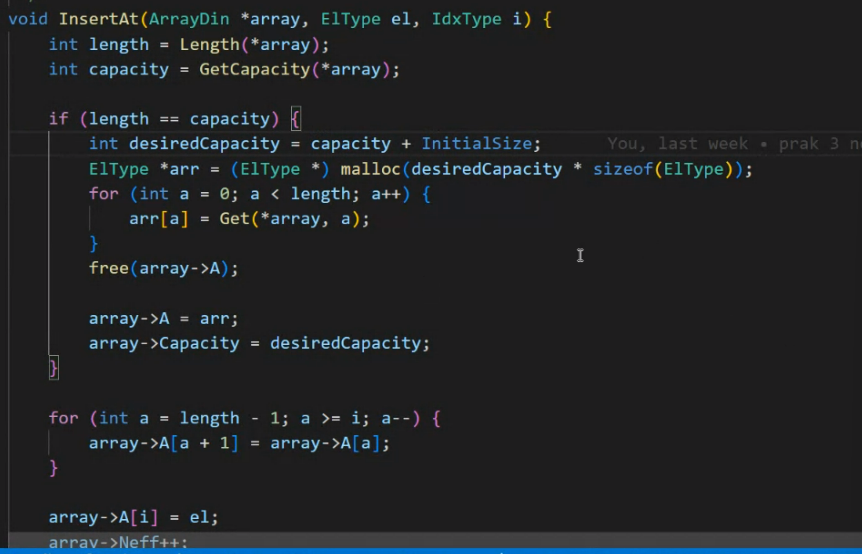 void InsertAt(ArrayDin *array, ElType el, IdxType i) {
    int length = Length(*array);
    int capacity = GetCapacity(*array);

    if (length == capacity) {
        int desiredCapacity = capacity + InitialSize;    You, last week • prak 3
        ElType *arr = (ElType *) malloc(desiredCapacity * sizeof(ElType));
        for (int a = 0; a < length; a++) {
            arr[a] = Get(*array, a);
        }
        free(array->A);

        array->A = arr;
        array->Capacity = desiredCapacity;
    }

    for (int a = length - 1; a >= i; a--) {
        array->A[a + 1] = array->A[a];
    }

    array->A[i] = el;
    array->Neff++;